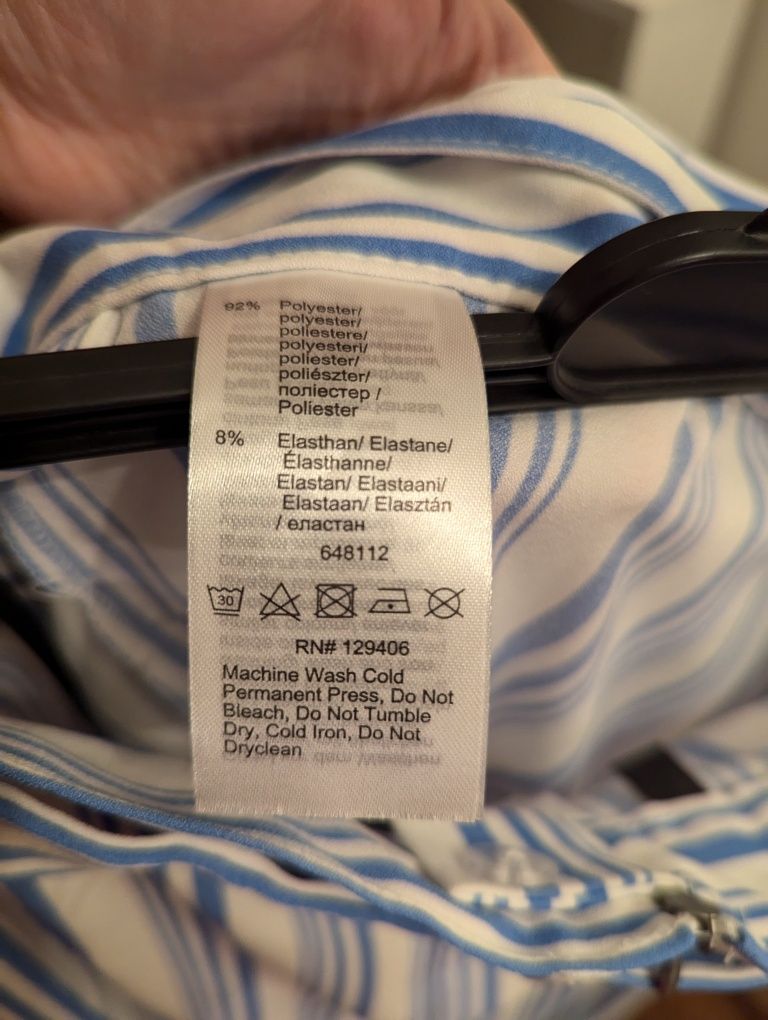 92% Polyester/
polyester/
poliestere/
polyesteri/
poliester/
poliészter/
поліестер /
Políester
8% Elasthan/ Elastane/
Élasthanne/
Elastan/ Elastaani/
Elastaan/ Elasztán
/ еластан
648112
30
RN# 129406
Machine Wash Cold
Permanent Press, Do Not
Bleach, Do Not Tumble
Dry, Cold Iron, Do Not
Dryclean